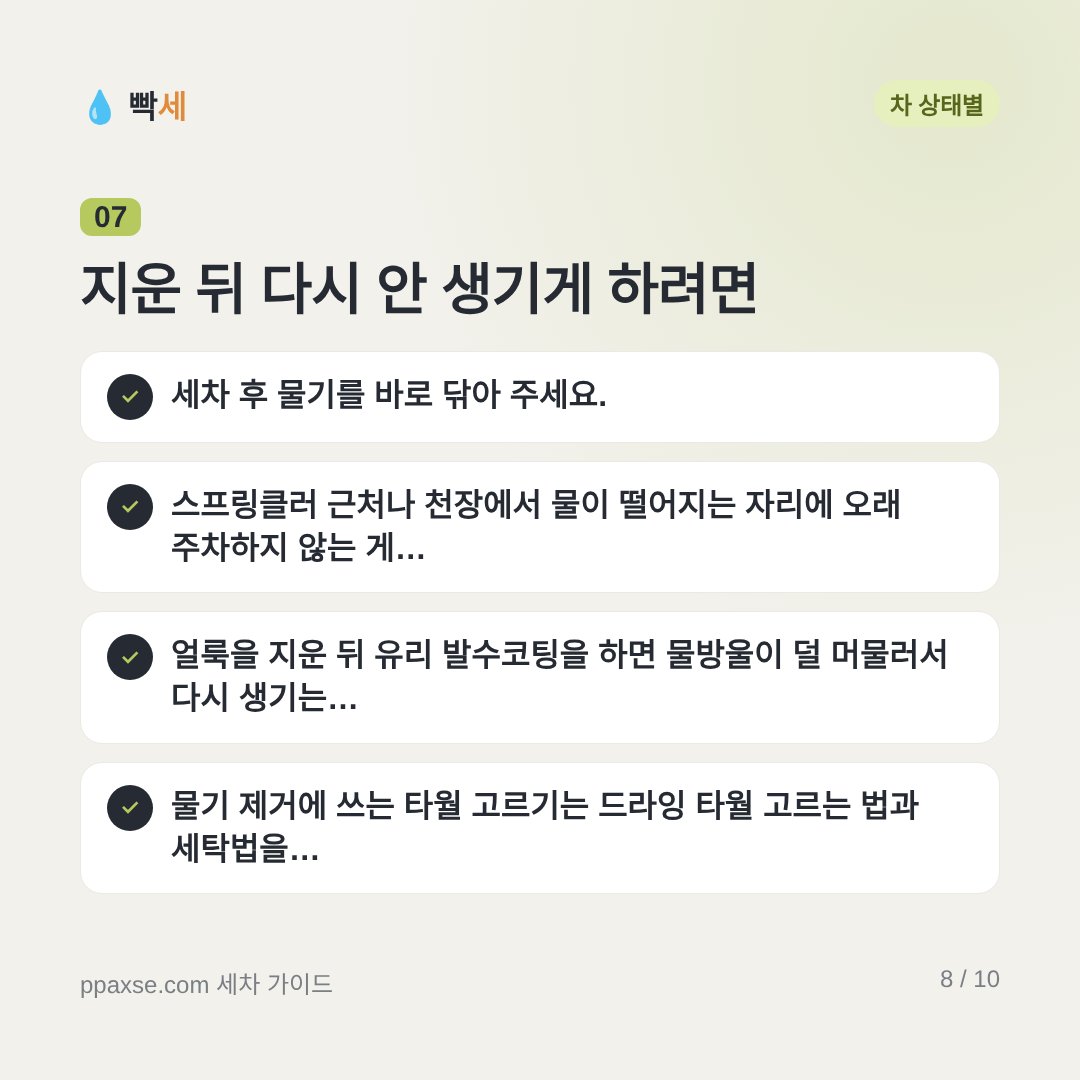 빡세
차 상태별
07
지운 뒤 다시 안 생기게 하려면
세차 후 물기를 바로 닦아 주세요.
스프링클러 근처나 천장에서 물이 떨어지는 자리에 오래
주차하지 않는 게…
얼룩을 지운 뒤 유리 발수코팅을 하면 물방울이 덜 머물러서
다시 생기는…
물기 제거에 쓰는 타월 고르기는 드라잉 타월 고르는 법과
세탁법을…
ppaxse.com 세차 가이드
8 / 10